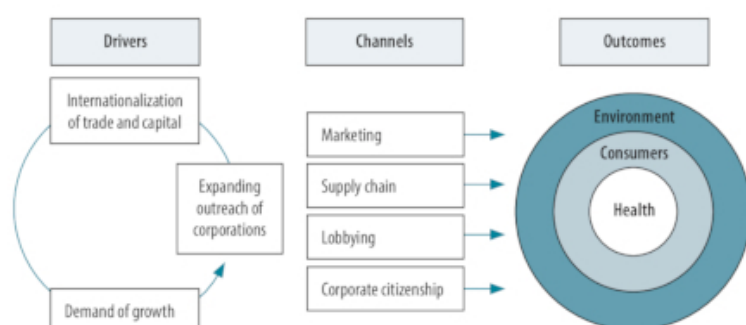 Drivers
Channels
Outcomes
Internationalization
of trade and capital
Expanding
outreach of
corporations
Demand of growth
Marketing
Supply chain
Lobbying
Corporate citizenship
Environment
Consumers
Health